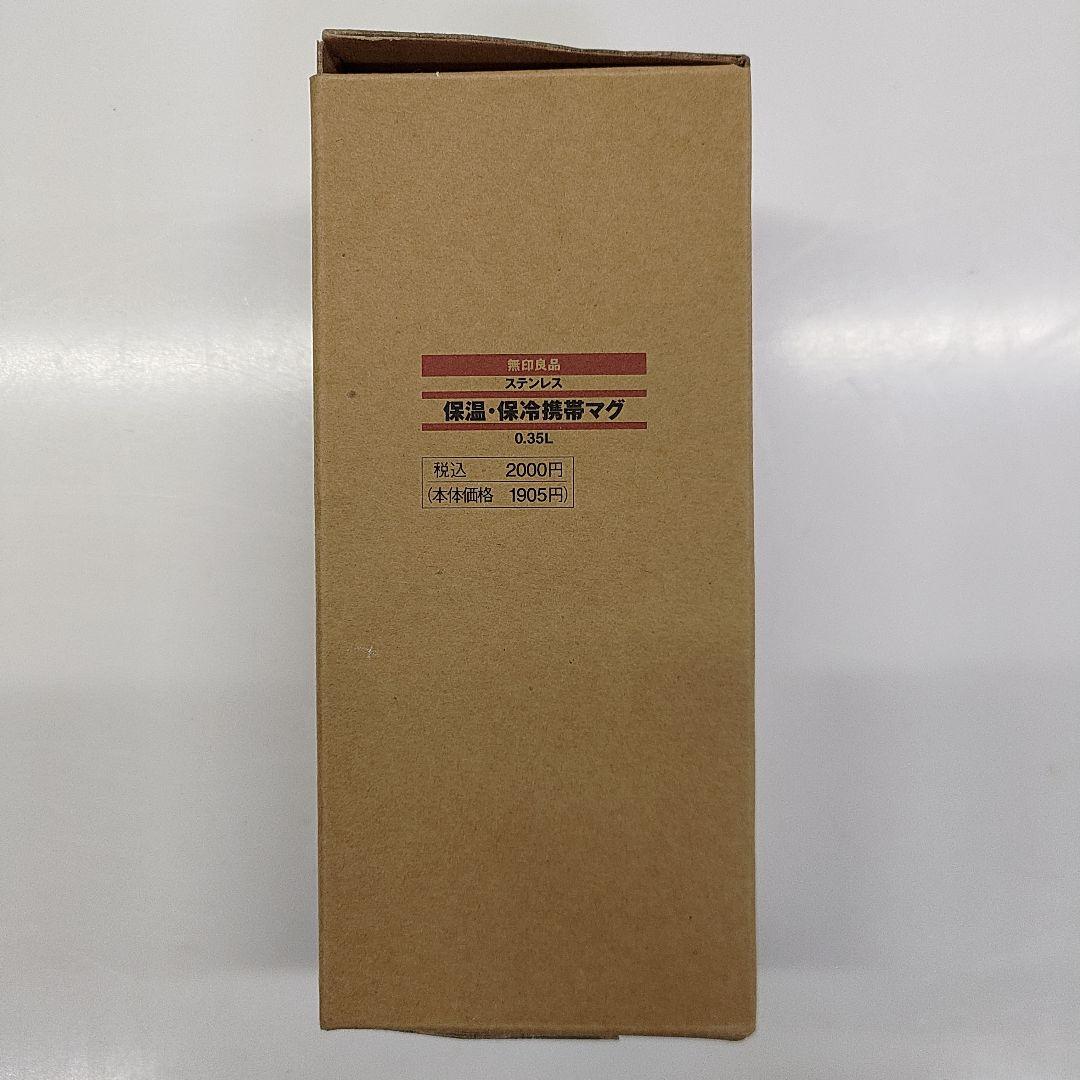 無印良品
ステンレス
保温・保冷携帯マグ
0.35L
税込 2000円
(本体価格 1905円)